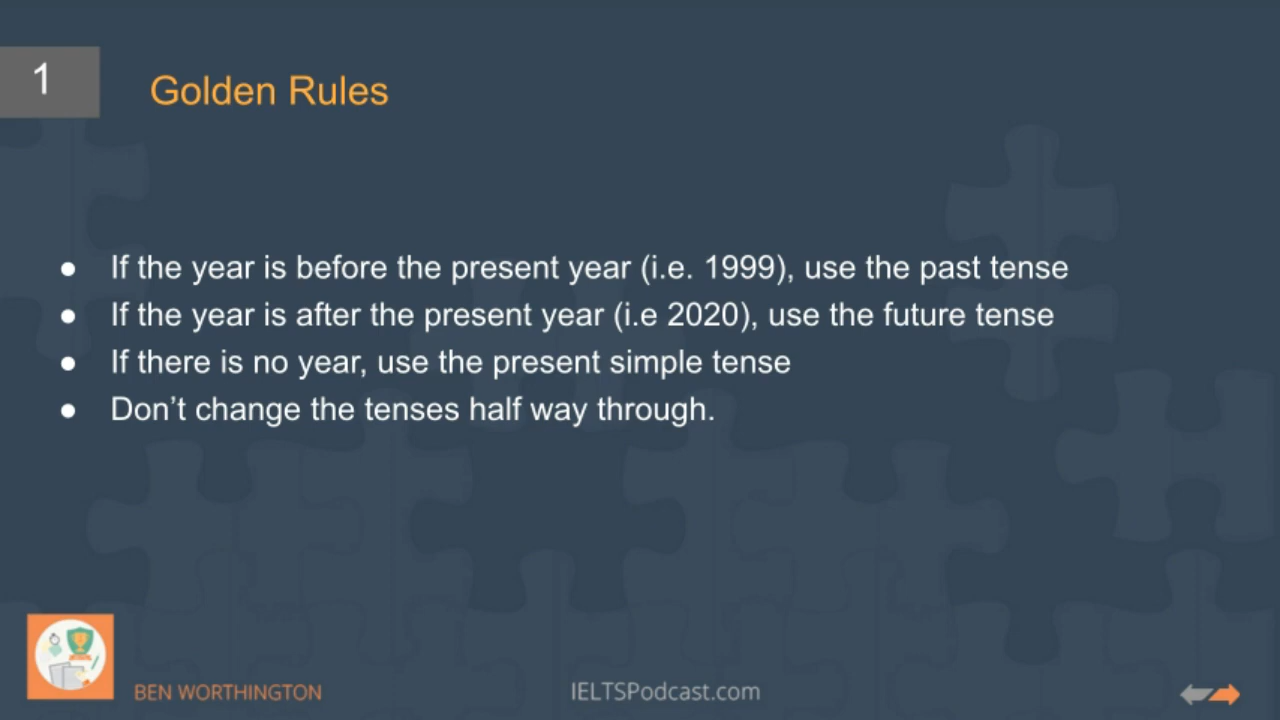 1
Golden Rules
● If the year is before the present year (i.e. 1999), use the past tense
● If the year is after the present year (i.e 2020), use the future tense
● If there is no year, use the present simple tense
● Don’t change the tenses half way through.
BEN WORTHINGTON
IELTSPodcast.com